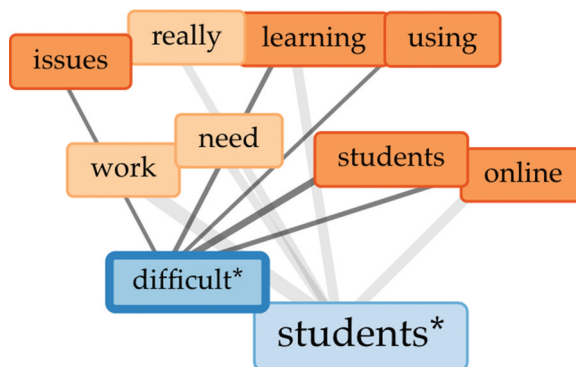 really learning using
issues
need
students
work
online
difficult*
students*